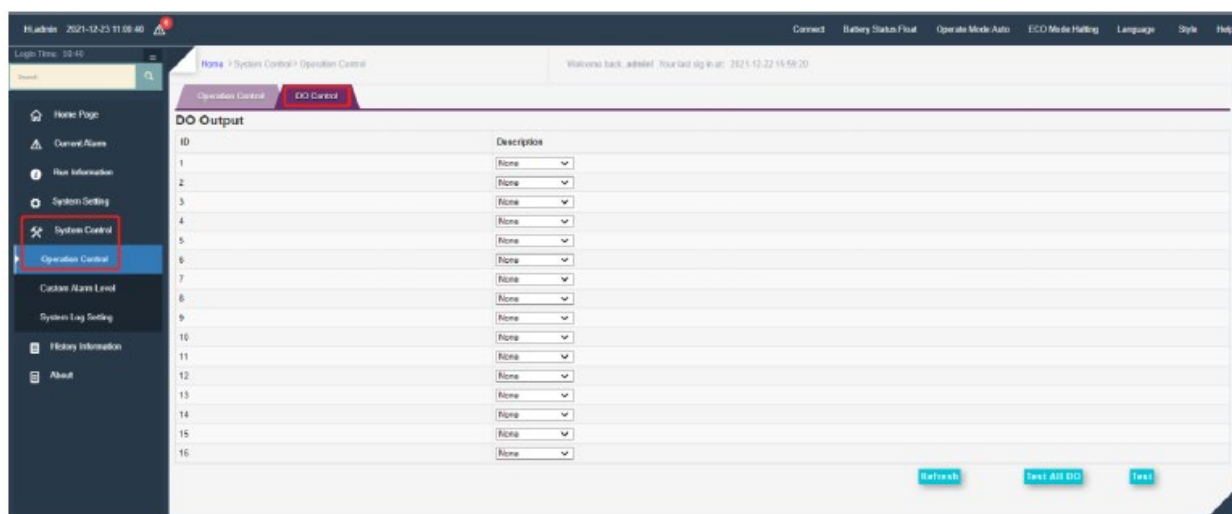 Hi,admin 2021-12-23 11:08:40
Connect Battery Status:Float Operate Mode:Auto ECO Mode:Halting Language Style Help
Login Time: 58:40
Search
Home > System Control > Operation Control
Welcome back, admin! Your last sig in at: 2021-12-22 16:59:20
Operation Control DO Control
DO Output
Home Page
Current Alarm
Run Information
System Setting
System Control
Operation Control
Custom Alarm Level
System Log Setting
History Information
About
ID Description
1 None
2 None
3 None
4 None
5 None
6 None
7 None
8 None
9 None
10 None
11 None
12 None
13 None
14 None
15 None
16 None
Refresh Test All DO Test